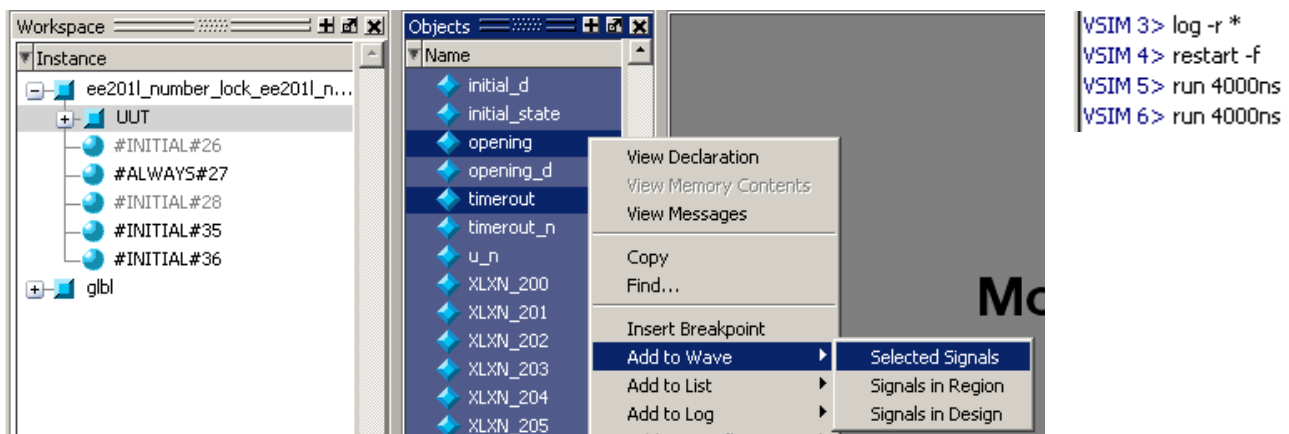 Workspace
Instance
ee201l_number_lock_ee201l_n...
UUT
#INITIAL#26
#ALWAYS#27
#INITIAL#28
#INITIAL#35
#INITIAL#36
glbl
Objects
Name
initial_d
initial_state
opening
opening_d
timerout
timerout_n
u_n
XLXN_200
XLXN_201
XLXN_202
XLXN_203
XLXN_204
XLXN_205
View Declaration
View Memory Contents
View Messages
Copy
Find...
Insert Breakpoint
Add to Wave
Add to List
Add to Log
Selected Signals
Signals in Region
Signals in Design
Mo
VSIM 3> log -r *
VSIM 4> restart -f
VSIM 5> run 4000ns
VSIM 6> run 4000ns